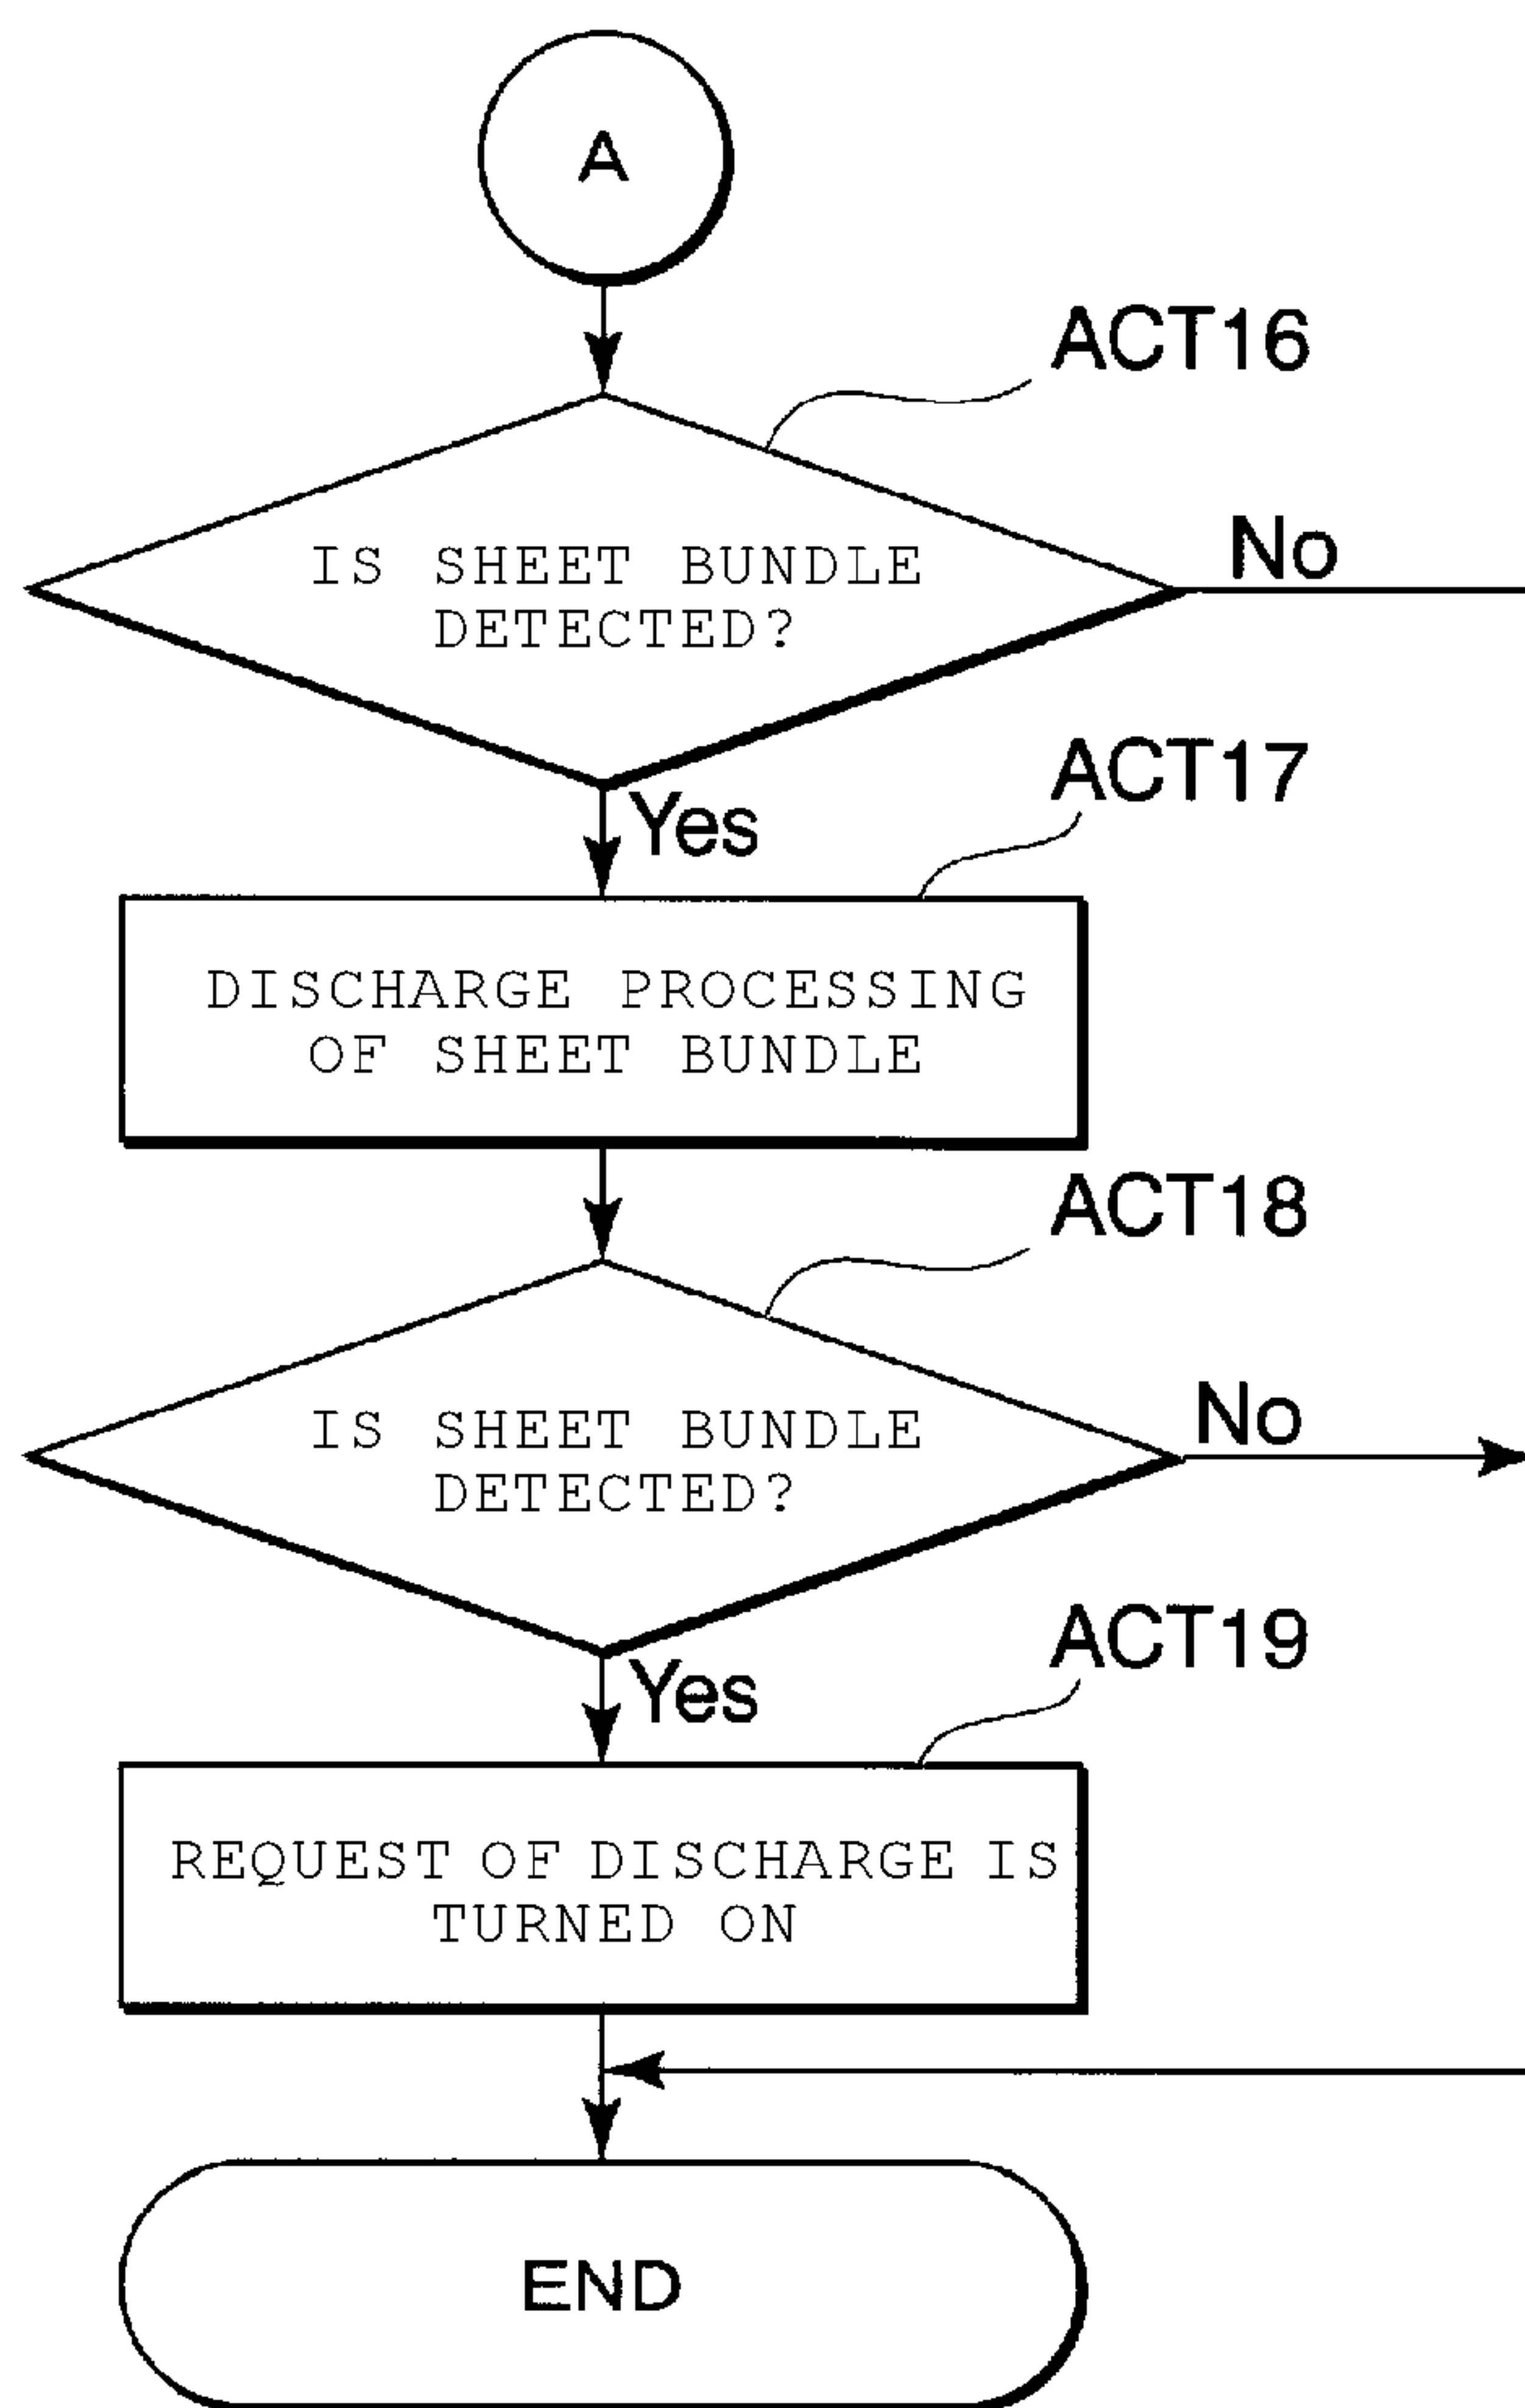 A
ACT16
IS SHEET BUNDLE
DETECTED?
No
Yes
ACT17
DISCHARGE PROCESSING
OF SHEET BUNDLE
ACT18
IS SHEET BUNDLE
DETECTED?
No
Yes
ACT19
REQUEST OF DISCHARGE IS
TURNED ON
END